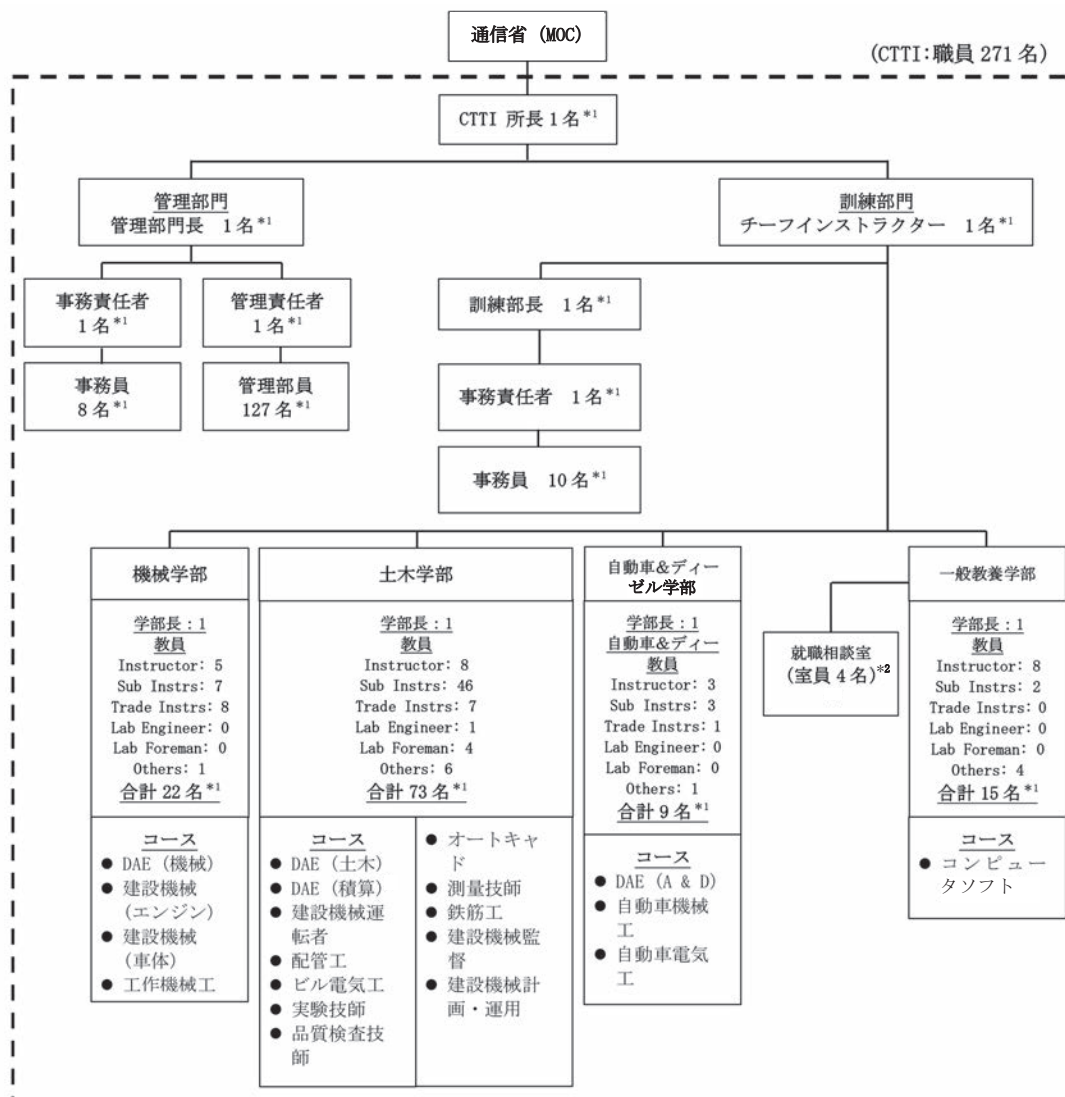 通信省 (MOC)
(CTTI:職員 271 名)
CTTI 所長 1 名*1
管理部門
管理部門長 1 名*1
訓練部門
チーフインストラクター 1 名*1
事務責任者
1 名*1
管理責任者
1 名*1
訓練部長 1 名*1
事務員
8 名*1
管理部員
127 名*1
事務責任者 1 名*1
事務員 10 名*1
機械学部
学部長:1
教員
Instructor: 5
Sub Instrs: 7
Trade Instrs: 8
Lab Engineer: 0
Lab Foreman: 0
Others: 1
合計 22 名*1
コース
● DAE (機械)
● 建設機械
(エンジン)
● 建設機械
(車体)
● 工作機械工
土木学部
学部長:1
教員
Instructor: 8
Sub Instrs: 46
Trade Instrs: 7
Lab Engineer: 1
Lab Foreman: 4
Others: 6
合計 73 名*1
コース
● DAE (土木)
● DAE (積算)
● 建設機械運
転者
● 配管工
● ビル電気工
● 実験技師
● 品質検査技
師
● オートキャ
ド
● 測量技師
● 鉄筋工
● 建設機械監
督
● 建設機械計
画・運用
自動車&ディー
ゼル学部
学部長:1
自動車&ディー
教員
Instructor: 3
Sub Instrs: 3
Trade Instrs: 1
Lab Engineer: 0
Lab Foreman: 0
Others: 1
合計 9 名*1
コース
● DAE (A & D)
● 自動車機械
工
● 自動車電気
工
就職相談室
(室員 4 名)*2
一般教養学部
学部長:1
教員
Instructor: 8
Sub Instrs: 2
Trade Instrs: 0
Lab Engineer: 0
Lab Foreman: 0
Others: 4
合計 15 名*1
コース
● コンピュー
タソフト